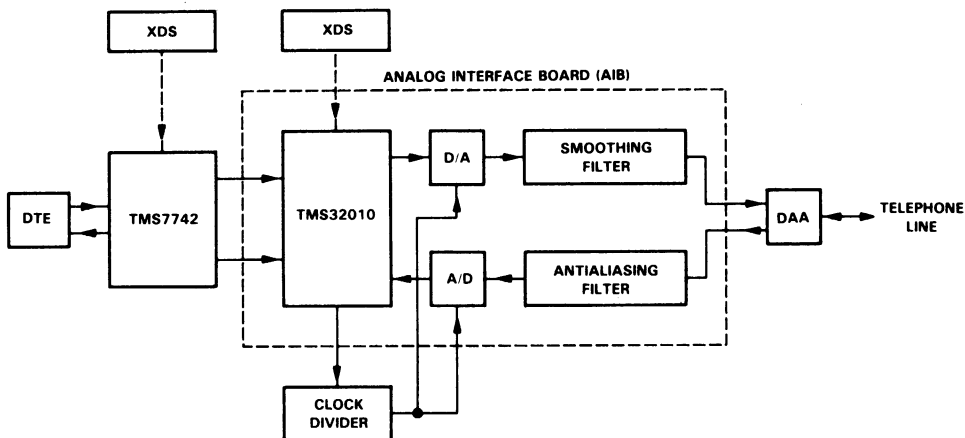 XDS
XDS
ANALOG INTERFACE BOARD (AIB)
DTE
TMS7742
TMS32010
D/A
SMOOTHING
FILTER
DAA
TELEPHONE
LINE
A/D
ANTIALIASING
FILTER
CLOCK
DIVIDER